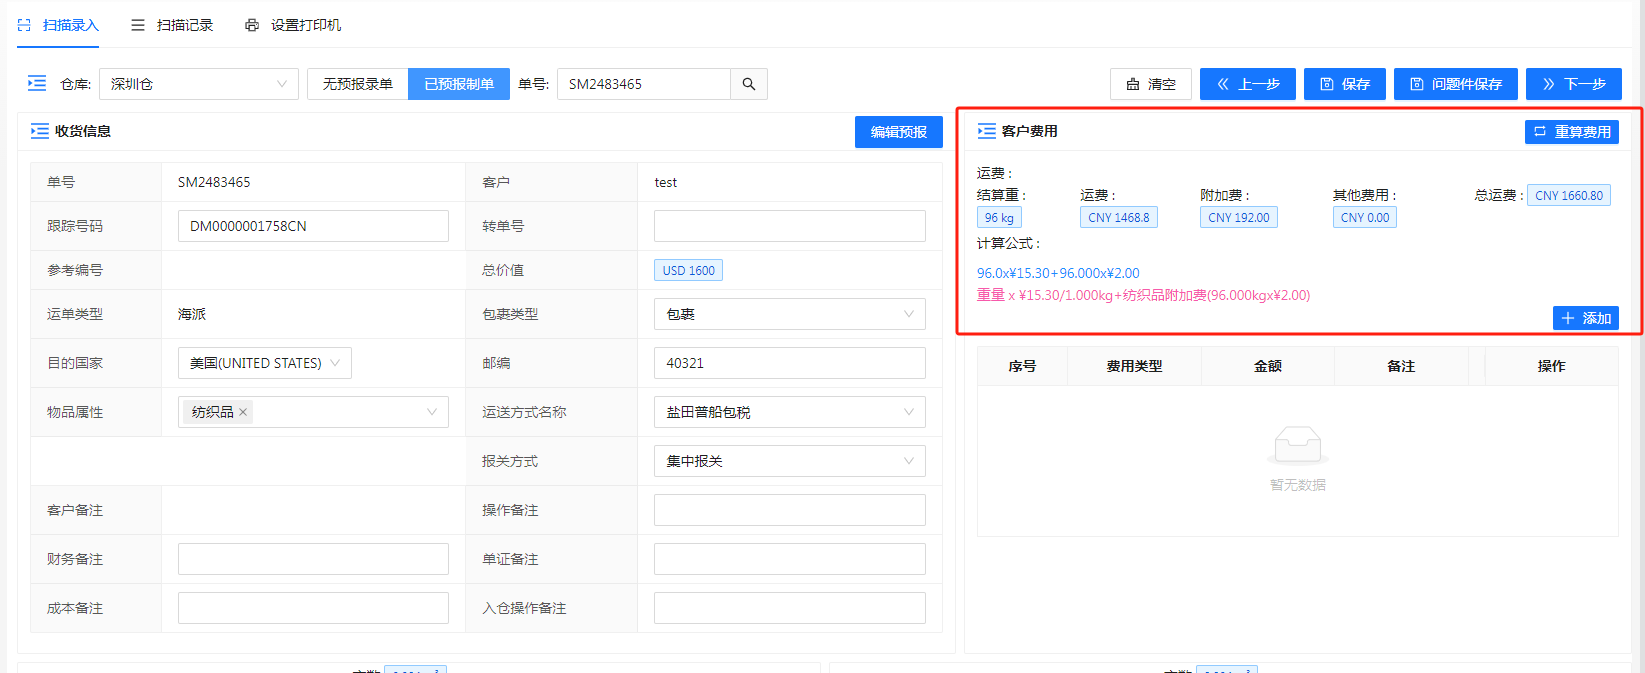 扫描录入 扫描记录 设置打印机
仓库: 深圳仓 无预报录单 已预报制单 单号: SM2483465 清空 上一步 保存 问题件保存 下一步
收货信息 编辑预报
单号 SM2483465 客户 test
跟踪号码 DM0000001758CN 转单号
参考编号 总价值 USD 1600
运单类型 海派 包裹类型 包裹
目的国家 美国(UNITED STATES) 邮编 40321
物品属性 纺织品 × 运送方式名称 盐田普船包税
报关方式 集中报关
客户备注 操作备注
财务备注 单证备注
成本备注 入仓操作备注
客户费用 重算费用
运费 :
结算重 : 运费 : 附加费 : 其他费用 : 总运费 : CNY 1660.80
96 kg CNY 1468.8 CNY 192.00 CNY 0.00
计算公式 :
96.0x¥15.30+96.000x¥2.00
重量 x ¥15.30/1.000kg+纺织品附加费(96.000kgx¥2.00)
添加
序号 费用类型 金额 备注 操作
暂无数据